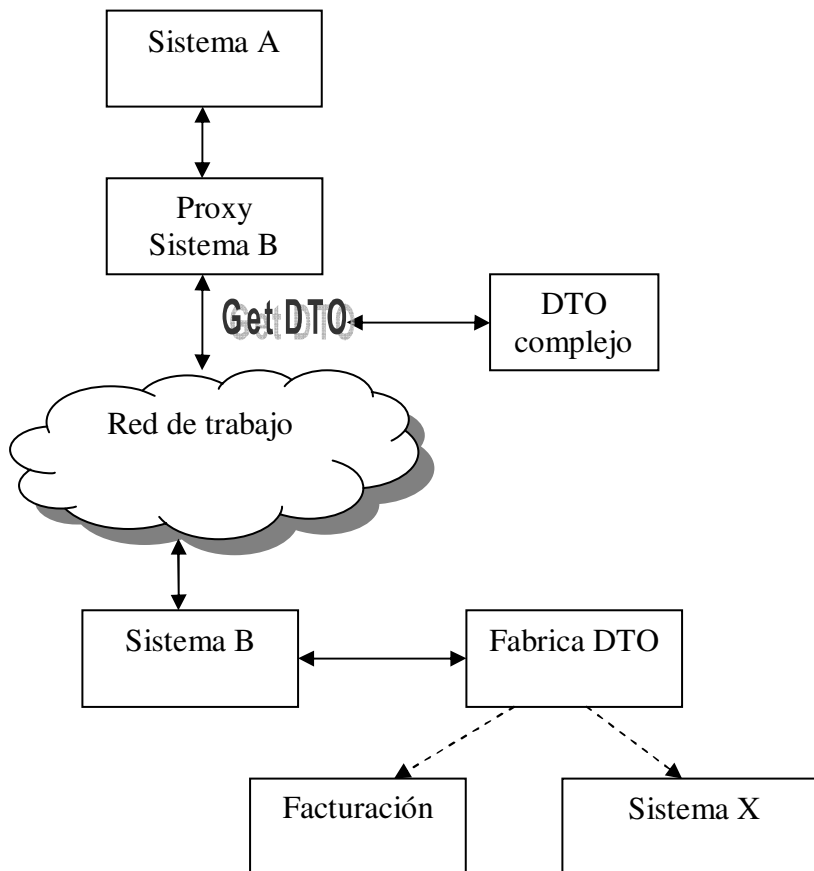 Sistema A
Proxy
Sistema B
Get DTO
DTO
complejo
Red de trabajo
Sistema B
Fabrica DTO
Facturación
Sistema X